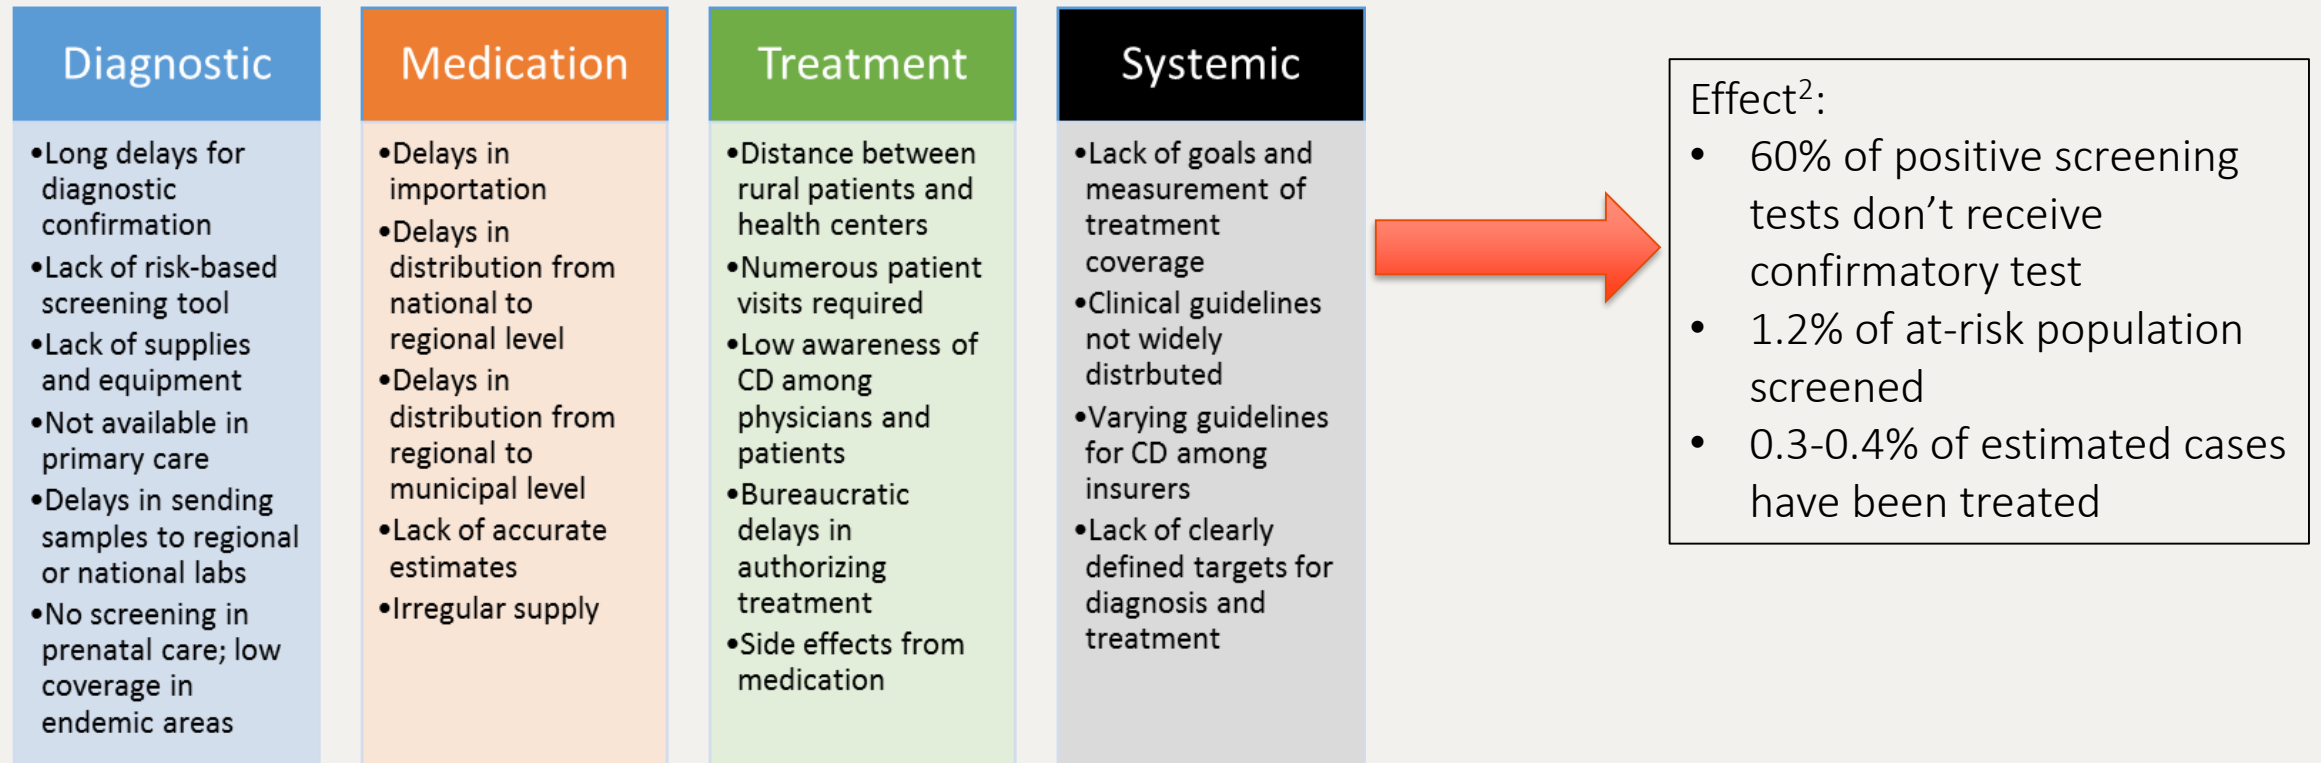 Diagnostic
•Long delays for
diagnostic
confirmation
•Lack of risk-based
screening tool
•Lack of supplies
and equipment
•Not available in
primary care
•Delays in sending
samples to regional
or national labs
•No screening in
prenatal care; low
coverage in
endemic areas
Medication
•Delays in
importation
•Delays in
distribution from
national to
regional level
•Delays in
distribution from
regional to
municipal level
•Lack of accurate
estimates
•Irregular supply
Treatment
•Distance between
rural patients and
health centers
•Numerous patient
visits required
•Low awareness of
CD among
physicians and
patients
•Bureaucratic
delays in
authorizing
treatment
•Side effects from
medication
Systemic
•Lack of goals and
measurement of
treatment
coverage
•Clinical guidelines
not widely
distrbuted
•Varying guidelines
for CD among
insurers
•Lack of clearly
defined targets for
diagnosis and
treatment
Effect²:
• 60% of positive screening
tests don’t receive
confirmatory test
• 1.2% of at-risk population
screened
• 0.3-0.4% of estimated cases
have been treated